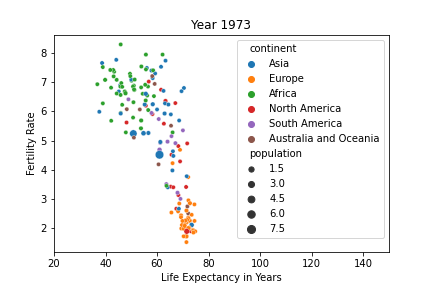 Year 1973
Fertility Rate
8
7
6
5
4
3
2
continent
Asia
Europe
Africa
North America
South America
Australia and Oceania
population
1.5
3.0
4.5
6.0
7.5
20 40 60 80 100 120 140
Life Expectancy in Years